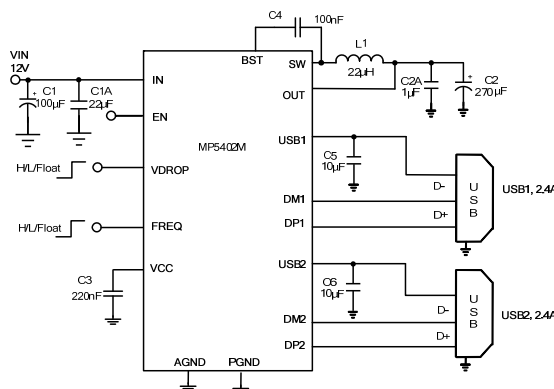 C4
100nF
BST
L1
22µH
VIN
12V
SW
OUT
C2A
1µF
C2
270µF
C1
100µF
C1A
22µF
IN
EN
MP5402M
USB1
C5
10µF
H/L/Float
VDROP
DM1
D-
USB
USB1, 2.4A
D+
H/L/Float
FREQ
DP1
VCC
C3
220nF
USB2
C6
10µF
D-
USB
USB2, 2.4A
DM2
D+
DP2
AGND
PGND